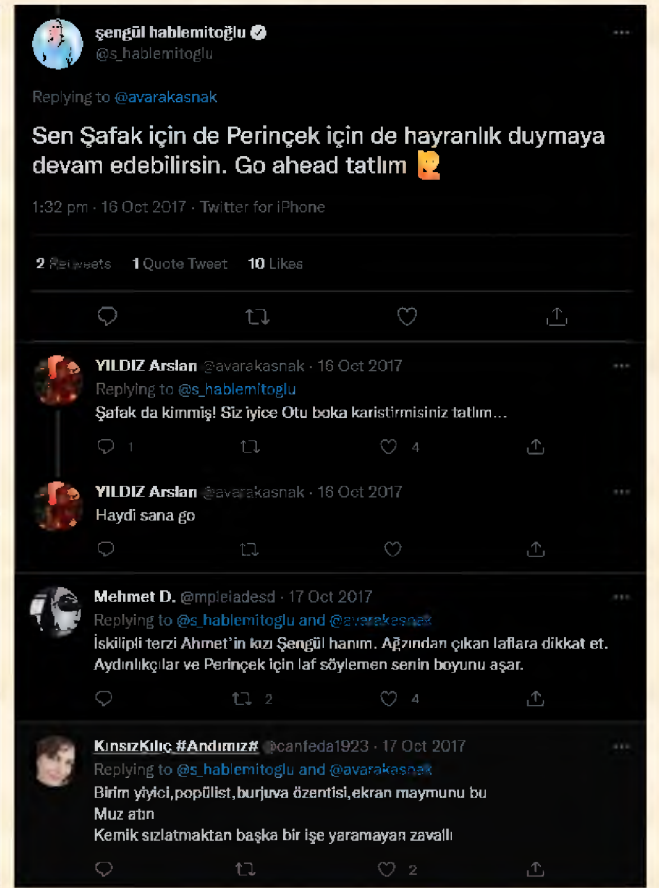 şengül hablemitoğlu
@s_hablemitoglu
Replying to @avarakasnak
Sen Şafak için de Perinçek için de hayranlık duymaya
devam edebilirsin. Go ahead tatlım
1:32 pm · 16 Oct 2017 · Twitter for iPhone
2 Retweets 1 Quote Tweet 10 Likes
YILDIZ Arslan @avarakasnak · 16 Oct 2017
Replying to @s_hablemitoglu
Şafak da kimmiş! Siz iyice Otu boka karistirmisiniz tatlım...
1 4
YILDIZ Arslan @avarakasnak · 16 Oct 2017
Haydi sana go
Mehmet D. @mpleiadesd · 17 Oct 2017
Replying to @s_hablemitoglu and @avarakasnak
İskilipli terzi Ahmet'in kızı Şengül hanım. Ağzından çıkan laflara dikkat et.
Aydınlıkçılar ve Perinçek için laf söylemen senin boyunu aşar.
2 4
KınsızKılıç #Andımız# @canfeda1923 · 17 Oct 2017
Replying to @s_hablemitoglu and @avarakasnak
Birim yiyici,popülist,burjuva özentisi,ekran maymunu bu
Muz atın
Kemik sızlatmaktan başka bir işe yaramayan zavallı
2